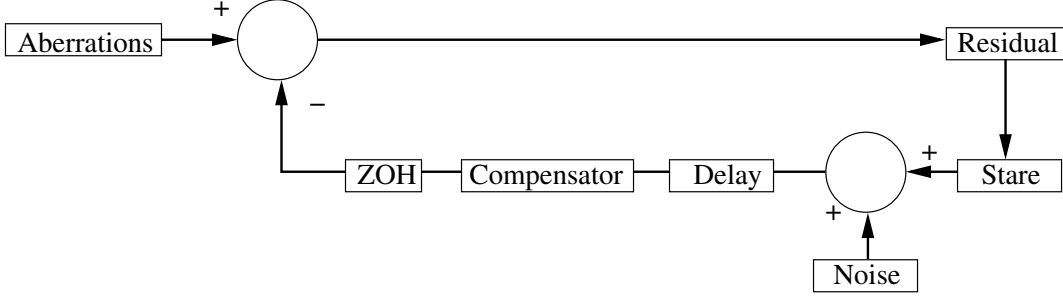 +
Aberrations
Residual
−
+
ZOH
Compensator
Delay
Stare
+
Noise